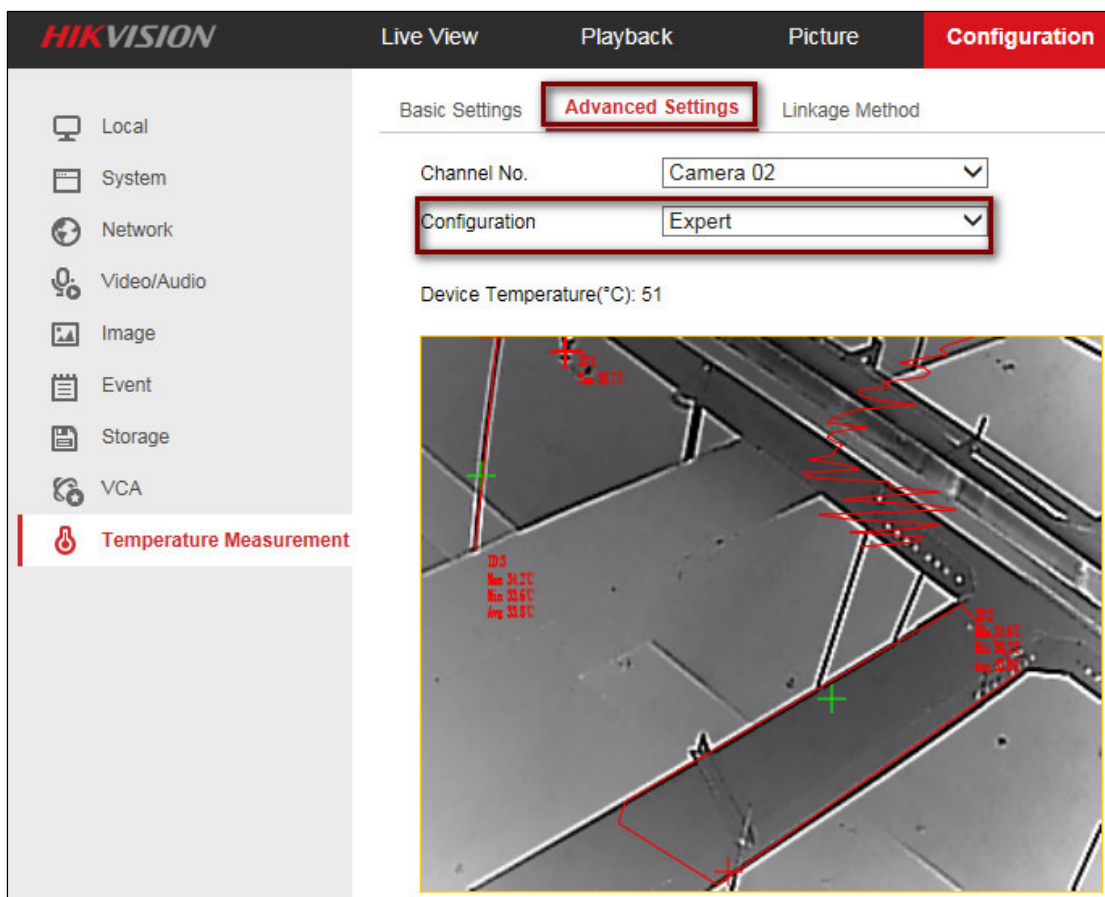 HIKVISION
Live View
Playback
Picture
Configuration
Local
System
Network
Video/Audio
Image
Event
Storage
VCA
Temperature Measurement
Basic Settings
Advanced Settings
Linkage Method
Channel No.
Camera 02
Configuration
Expert
Device Temperature(°C): 51
ID:3
Max 34.2℃
Min 33.6℃
Avg 33.8℃
ID:2